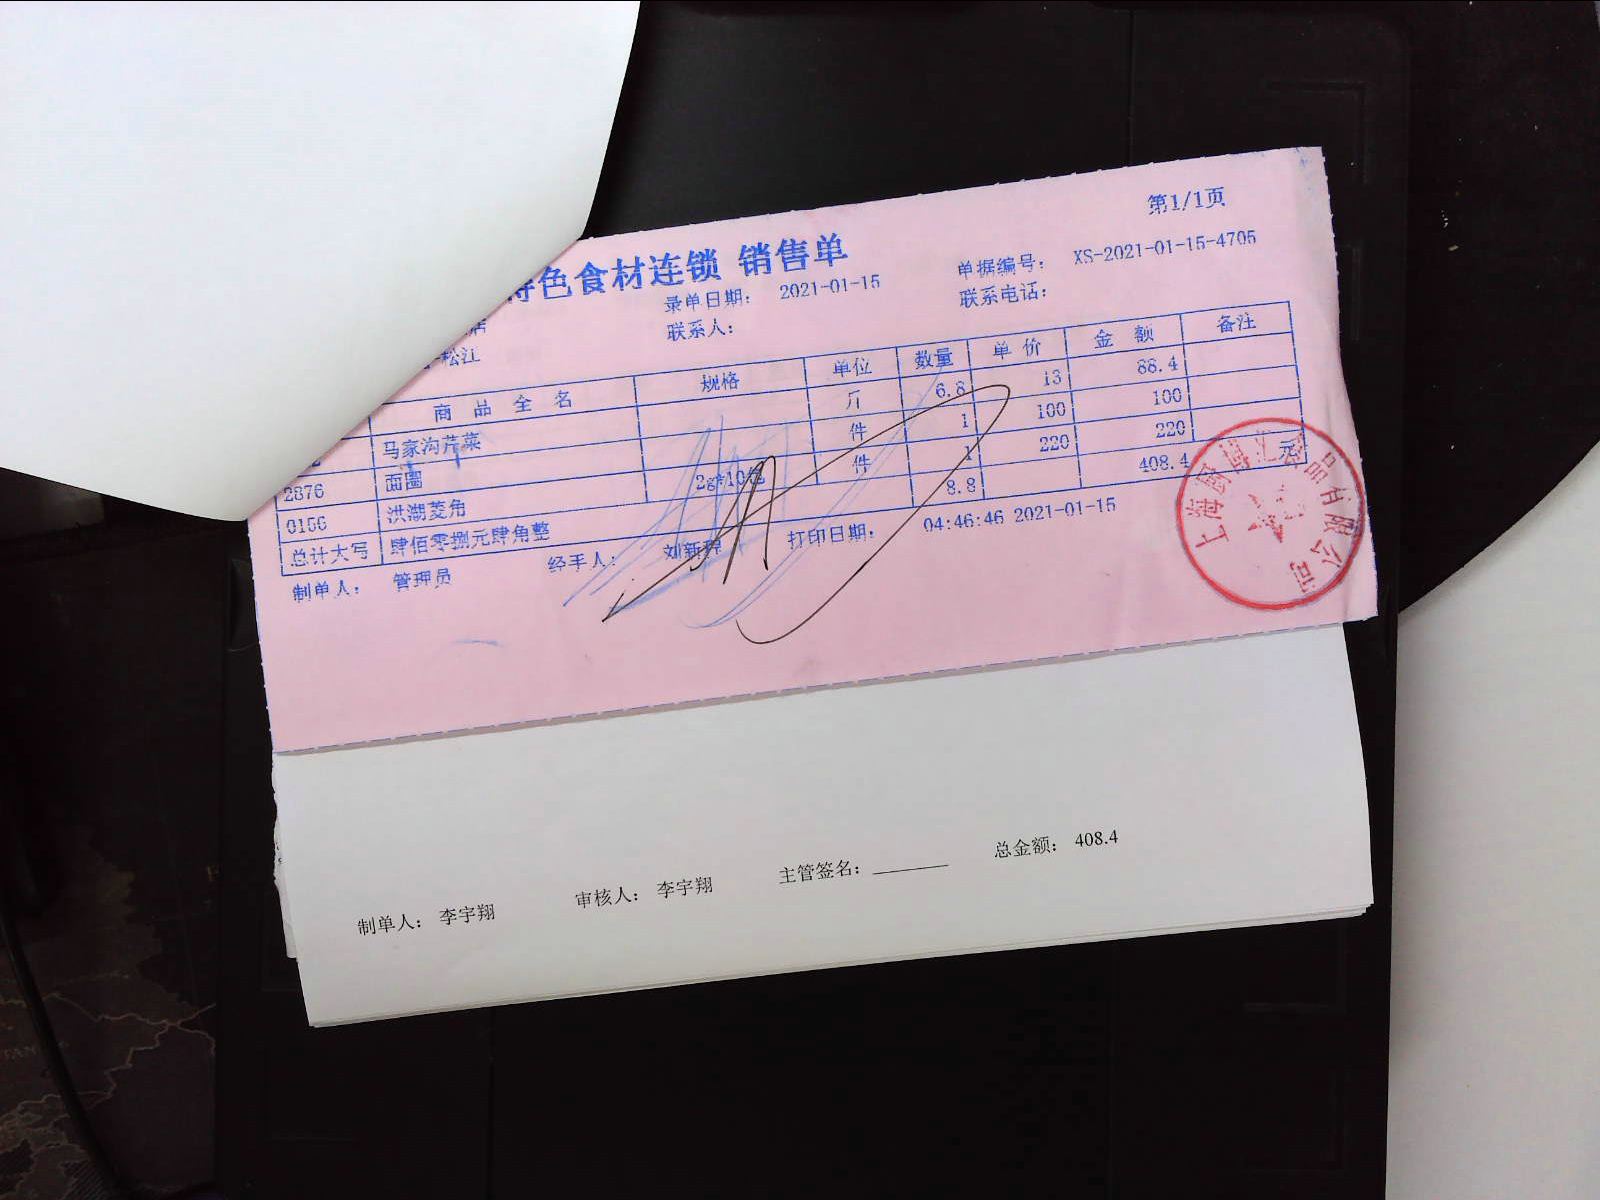 第1/1页
色食材连锁 销售单
录单日期: 2021-01-15 单据编号: XS-2021-01-15-4705
松江 联系人: 联系电话:
商品全名 规格 单位 数量 单价 金额 备注
马家沟芹菜 斤 6.8 13 88.4
2876 面圈 件 1 100 100
0156 洪湖菱角 2g*10包 件 1 220 220
总计大写 肆佰零捌元肆角整 8.8 408.4 元
制单人: 管理员 经手人: 打印日期: 04:46:46 2021-01-15
制单人: 李宇翔 审核人: 李宇翔 主管签名: 总金额: 408.4